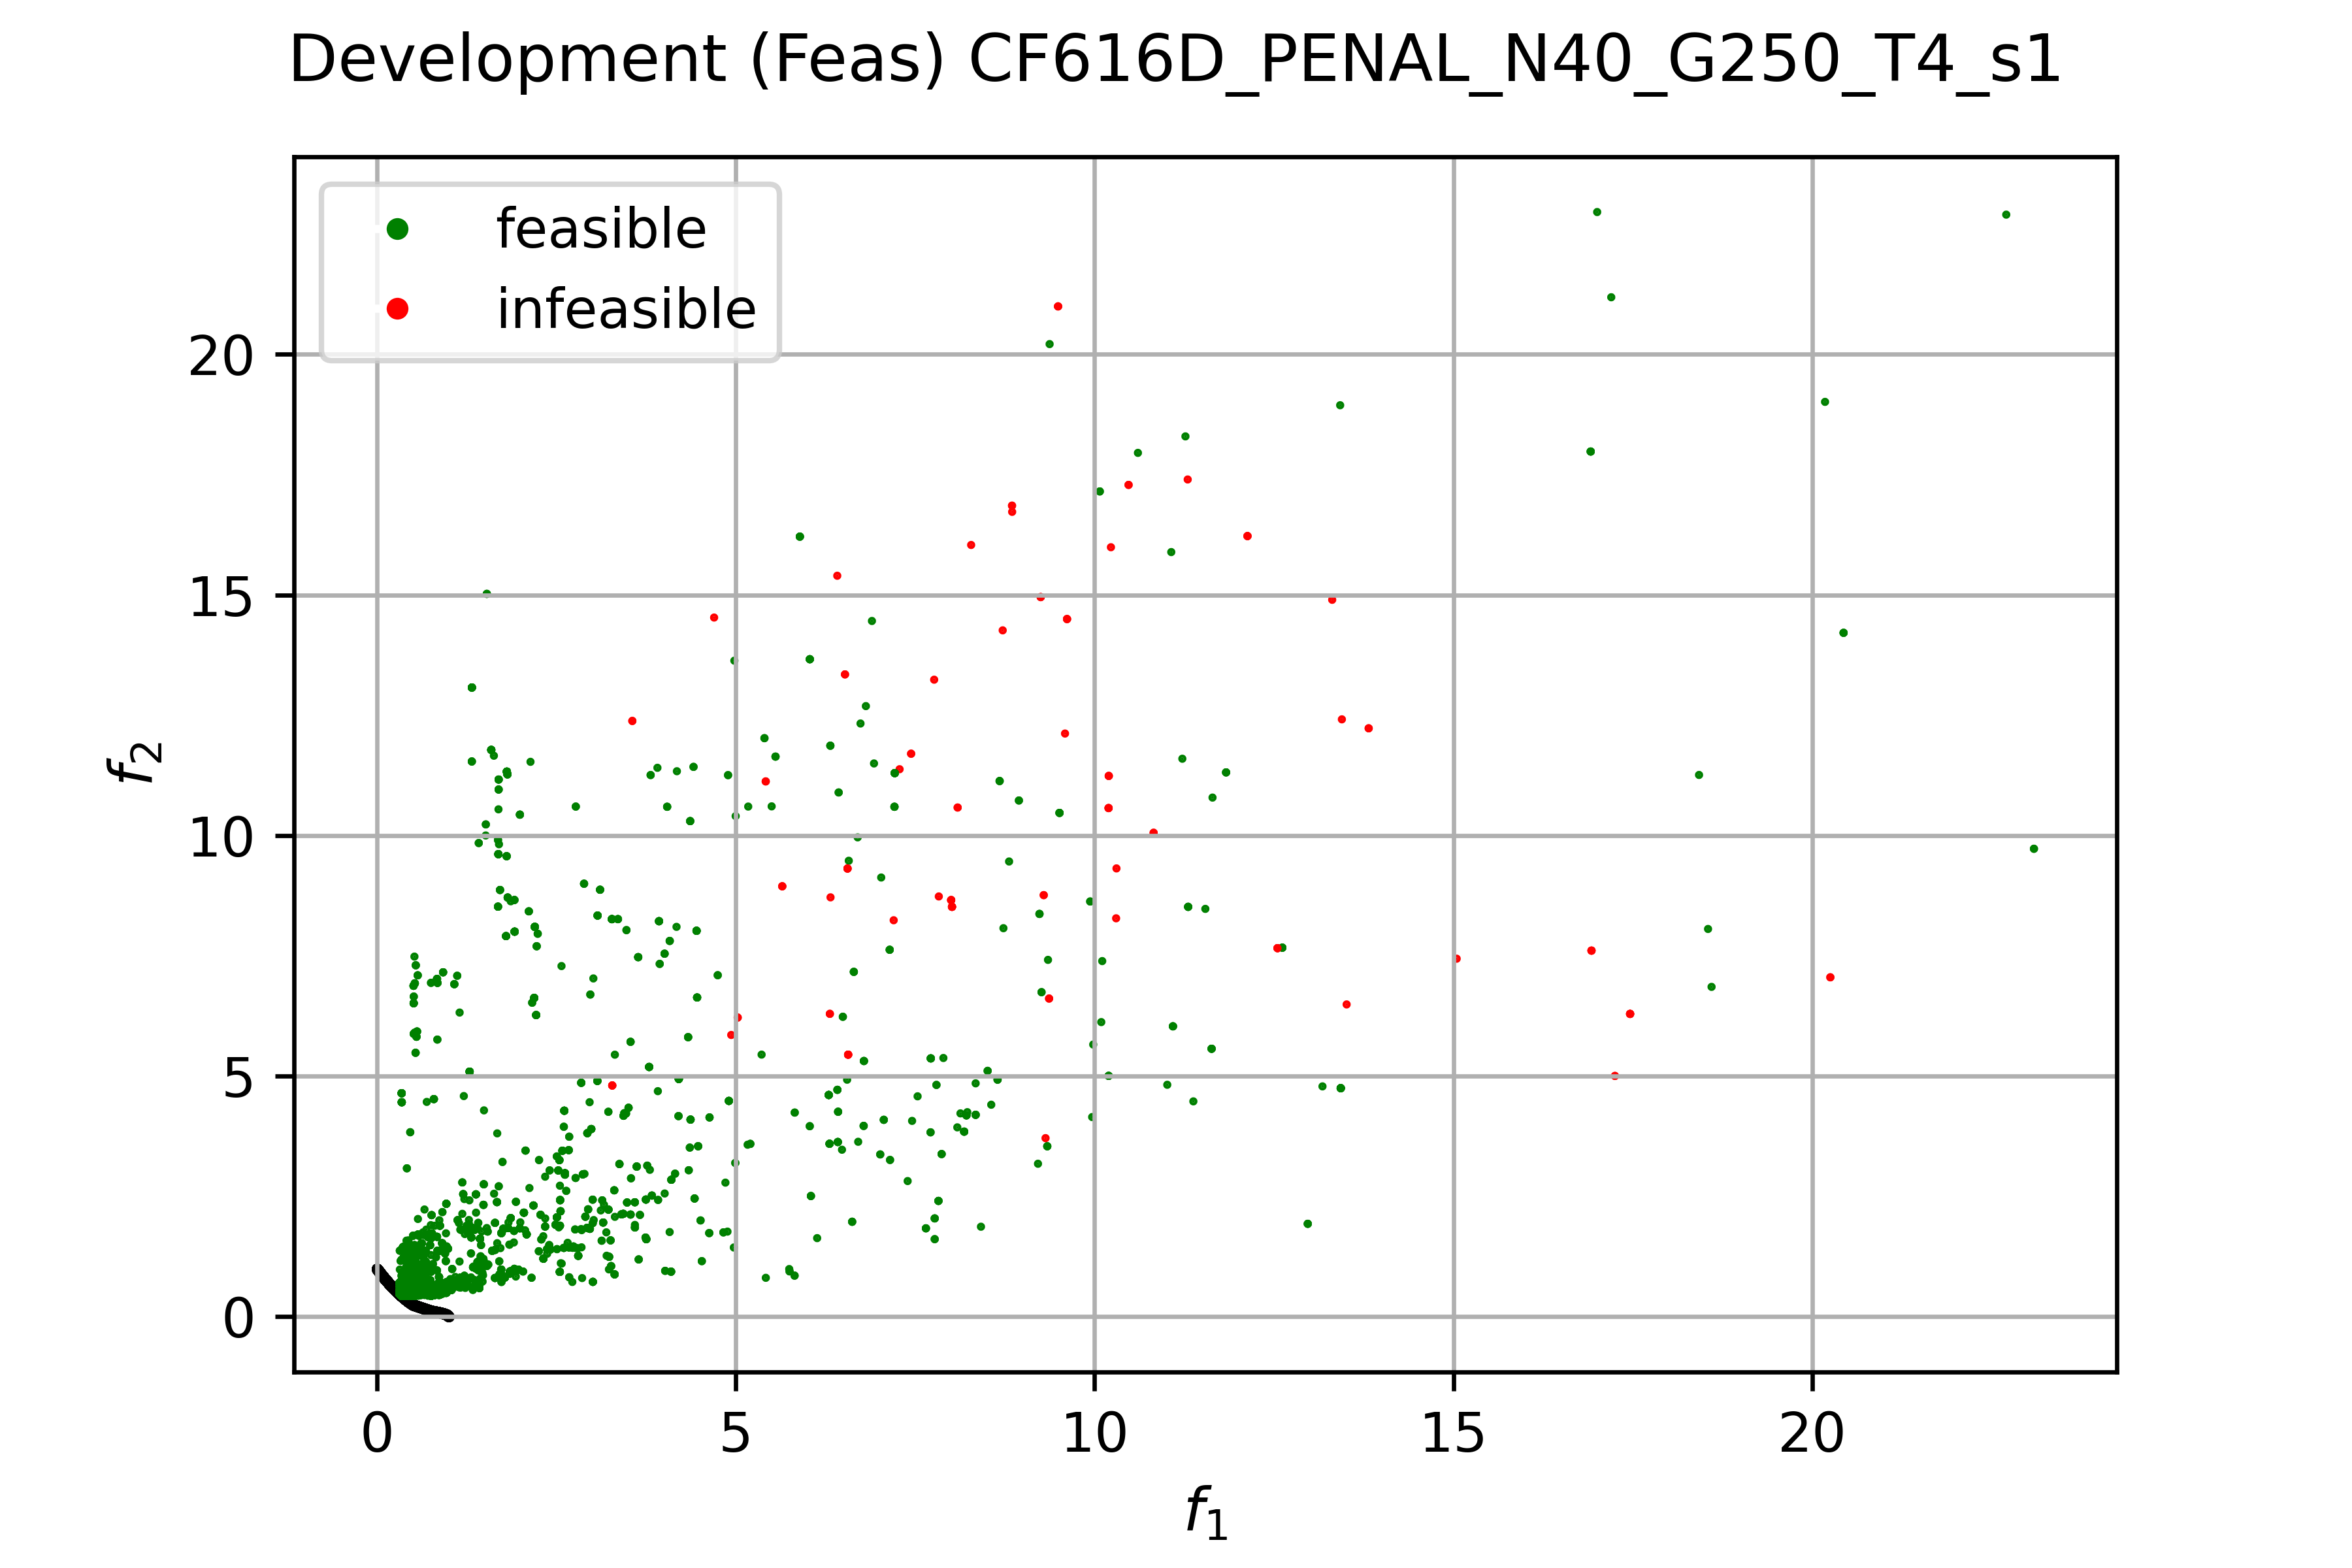 Development (Feas) CF616D_PENAL_N40_G250_T4_s1
feasible
infeasible
20
15
10
5
0
f2
0 5 10 15 20
f1